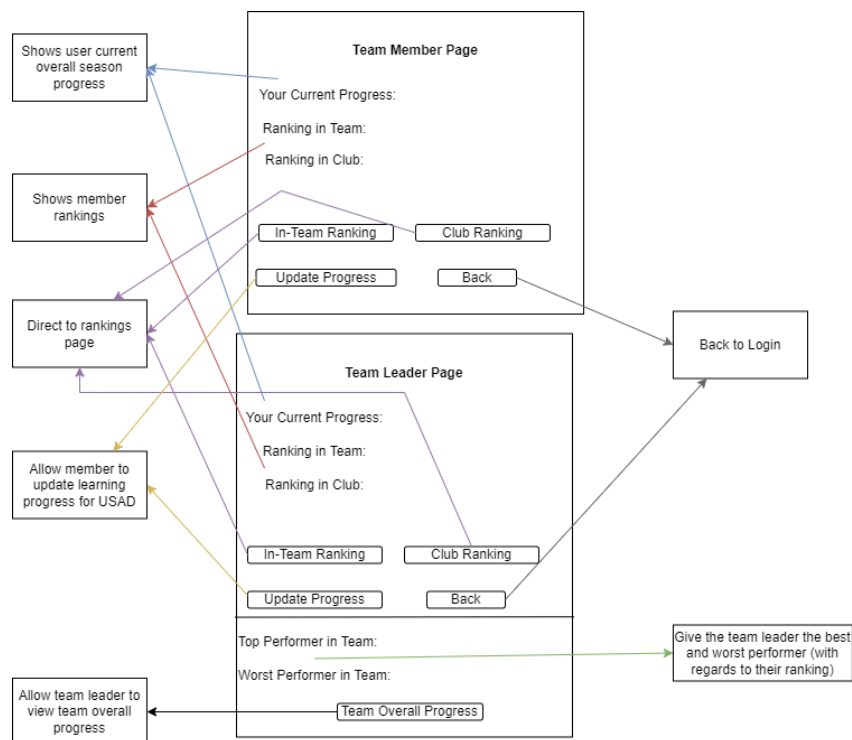 Team Member Page
Shows user current
overall season
progress
Your Current Progress:
Ranking in Team:
Ranking in Club:
Shows member
rankings
In-Team Ranking
Club Ranking
Update Progress
Back
Direct to rankings
page
Back to Login
Team Leader Page
Your Current Progress:
Ranking in Team:
Ranking in Club:
Allow member to
update learning
progress for USAD
In-Team Ranking
Club Ranking
Update Progress
Back
Top Performer in Team:
Worst Performer in Team:
Give the team leader the best
and worst performer (with
regards to their ranking)
Allow team leader to
view team overall
progress
Team Overall Progress